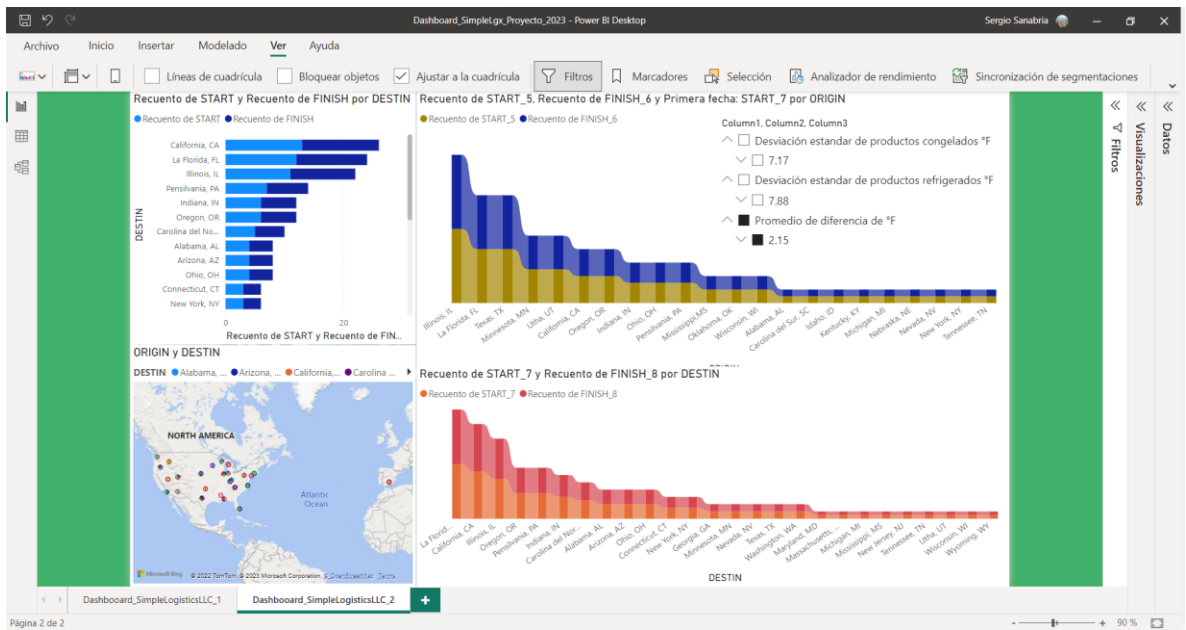 Dashboard_SimpleLgx_Proyecto_2023 - Power BI Desktop
Sergio Sanabria
Archivo Inicio Insertar Modelado Ver Ayuda
Líneas de cuadrícula Bloquear objetos Ajustar a la cuadrícula Filtros Marcadores Selección Analizador de rendimiento Sincronización de segmentaciones
Recuento de START y Recuento de FINISH por DESTIN
Recuento de START Recuento de FINISH
DESTIN
California, CA
La Florida, FL
Illinois, IL
Pensilvania, PA
Indiana, IN
Oregon, OR
Carolina del No...
Alabama, AL
Arizona, AZ
Ohio, OH
Connecticut, CT
New York, NY
0 20
Recuento de START y Recuento de FIN...
Recuento de START_5, Recuento de FINISH_6 y Primera fecha: START_7 por ORIGIN
Recuento de START_5 Recuento de FINISH_6
Column1, Column2, Column3
Desviación estandar de productos congelados °F
7.17
Desviación estandar de productos refrigerados °F
7.88
Promedio de diferencia de °F
2.15
Illinois, IL
La Florida, FL
Texas, TX
Minnesota, MN
Utha, UT
California, CA
Oregon, OR
Indiana, IN
Ohio, OH
Pensilvania, PA
Mississippi,MS
Oklahoma, OK
Wisconsin, WI
Alabama, AL
Carolina del Sur, SC
Idaho, ID
Kentucky, KY
Michigan, MI
Nebraska, NE
Nevada, NV
New York, NY
Tennessee, TN
ORIGIN y DESTIN
DESTIN Alabama, ... Arizona, ... California,... Carolina ...
NORTH AMERICA
Atlantic
Ocean
Microsoft Bing © 2022 TomTom, © 2023 Microsoft Corporation, © OpenStreetMap Terms
Recuento de START_7 y Recuento de FINISH_8 por DESTIN
Recuento de START_7 Recuento de FINISH_8
La Florid...
California, CA
Illinois, IL
Oregon, OR
Pensilvania, PA
Indiana, IN
Carolina del Nor...
Alabama, AL
Arizona, AZ
Ohio, OH
Connecticut, CT
New York, NY
Georgia, GA
Minnesota, MN
Nevada, NV
Texas, TX
Washington, WA
Maryland, MD
Massachusetts, ...
Michigan, MI
Mississippi, MS
New Jersey, NJ
Tennessee, TN
Utha, UT
Wisconsin, WI
Wyoming, WY
DESTIN
Filtros
Visualizaciones
Datos
Dashbooard_SimpleLogisticsLLC_1 Dashbooard_SimpleLogisticsLLC_2
Página 2 de 2
90 %